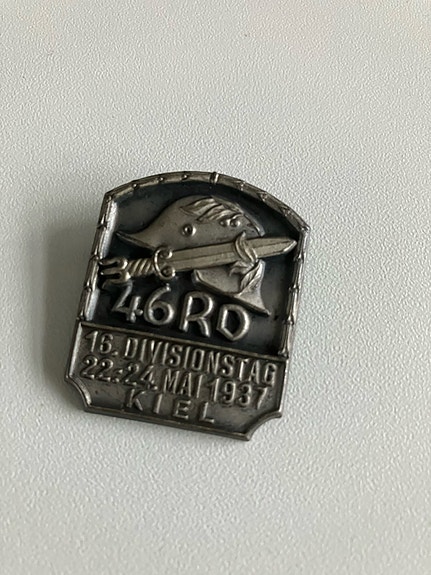 46RD
16. DIVISIONSTAG
22.-24. MAI 1937
KIEL